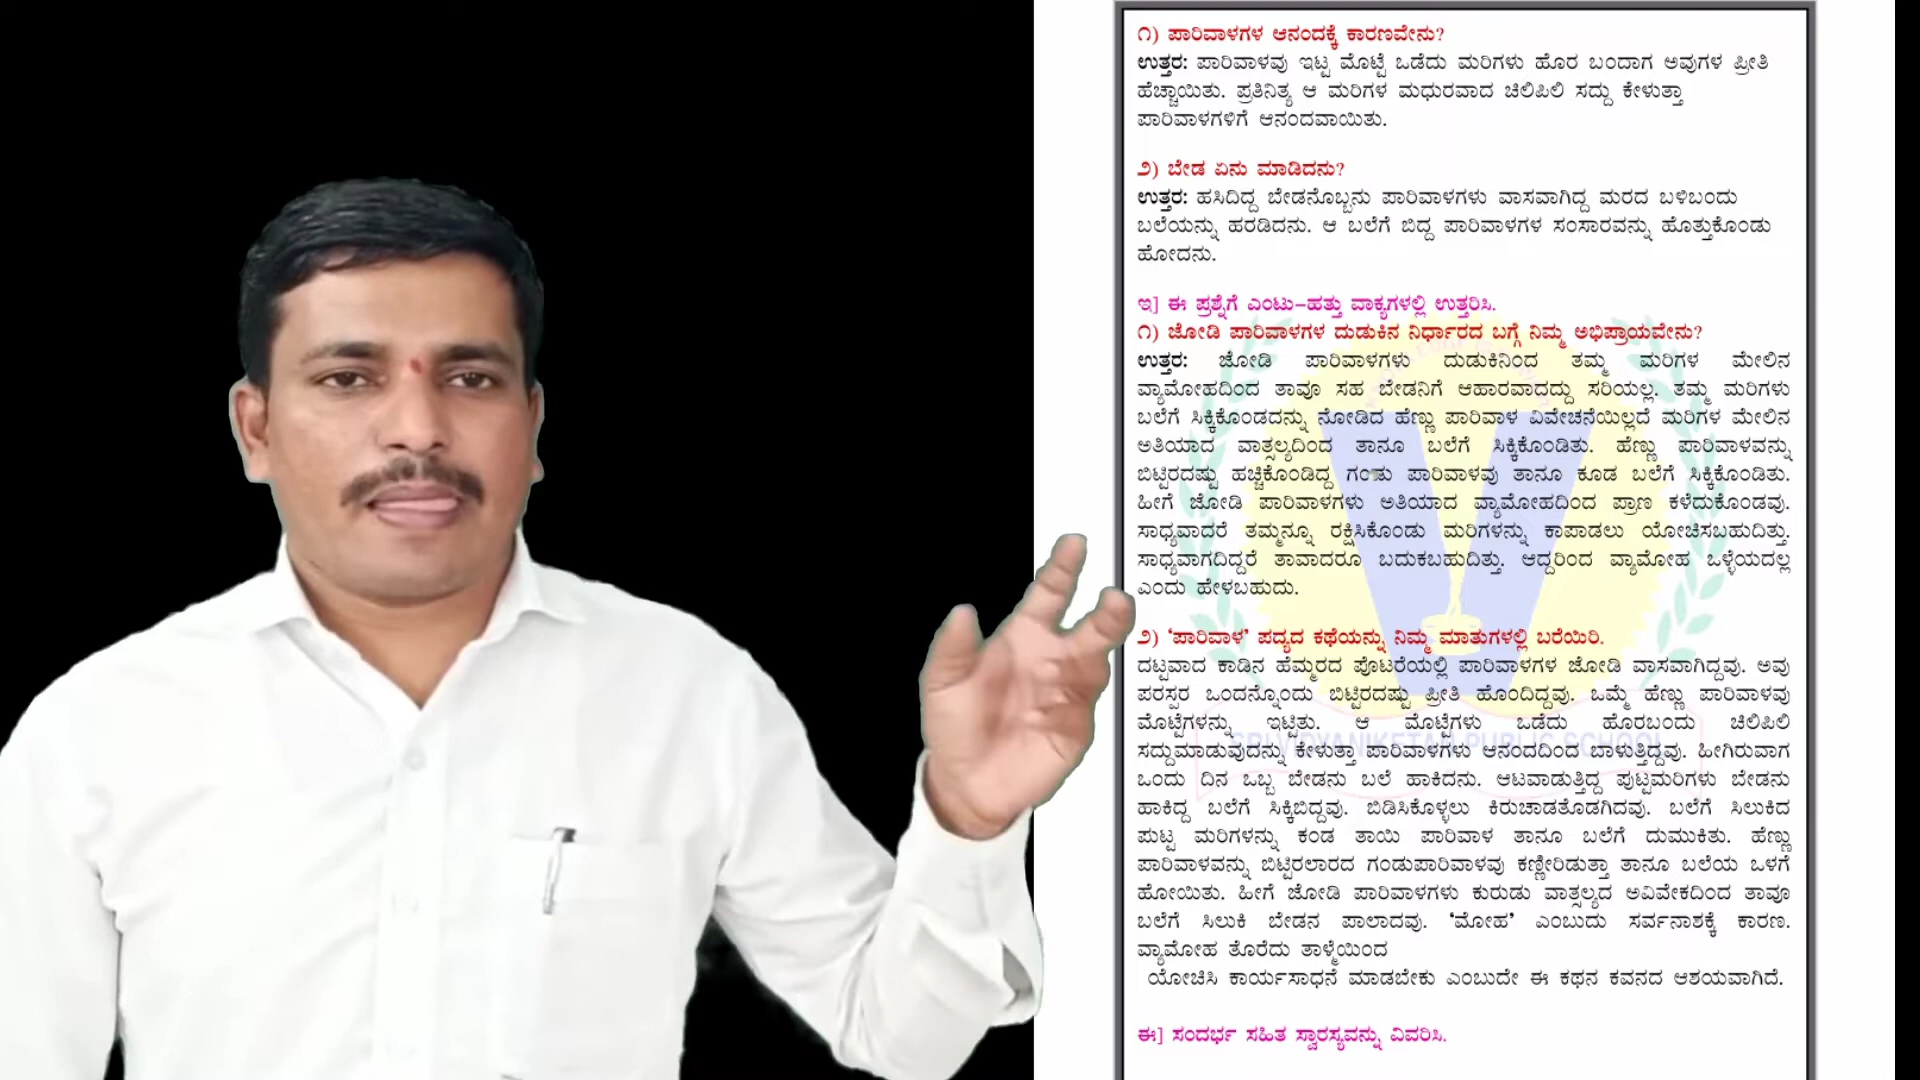 ೧) ಪಾರಿವಾಳಗಳ ಆನಂದಕ್ಕೆ ಕಾರಣವೇನು?
ಉತ್ತರ: ಪಾರಿವಾಳವು ಇಟ್ಟ ಮೊಟ್ಟೆ ಒಡೆದು ಮರಿಗಳು ಹೊರ ಬಂದಾಗ ಅವುಗಳ ಪ್ರೀತಿ
ಹೆಚ್ಚಾಯಿತು. ಪ್ರತಿನಿತ್ಯ ಆ ಮರಿಗಳ ಮಧುರವಾದ ಚಿಲಿಪಿಲಿ ಸದ್ದು ಕೇಳುತ್ತಾ
ಪಾರಿವಾಳಗಳಿಗೆ ಆನಂದವಾಯಿತು.
೨) ಬೇಡ ಏನು ಮಾಡಿದನು?
ಉತ್ತರ: ಹಸಿದಿದ್ದ ಬೇಡನೊಬ್ಬನು ಪಾರಿವಾಳಗಳು ವಾಸವಾಗಿದ್ದ ಮರದ ಬಳಿಬಂದು
ಬಲೆಯನ್ನು ಹರಡಿದನು. ಆ ಬಲೆಗೆ ಬಿದ್ದ ಪಾರಿವಾಳಗಳ ಸಂಸಾರವನ್ನು ಹೊತ್ತುಕೊಂಡು
ಹೋದನು.
ಇ] ಈ ಪ್ರಶ್ನೆಗೆ ಎಂಟು–ಹತ್ತು ವಾಕ್ಯಗಳಲ್ಲಿ ಉತ್ತರಿಸಿ.
೧) ಜೋಡಿ ಪಾರಿವಾಳಗಳ ದುಡುಕಿನ ನಿರ್ಧಾರದ ಬಗ್ಗೆ ನಿಮ್ಮ ಅಭಿಪ್ರಾಯವೇನು?
ಉತ್ತರ: ಜೋಡಿ ಪಾರಿವಾಳಗಳು ದುಡುಕಿನಿಂದ ತಮ್ಮ ಮರಿಗಳ ಮೇಲಿನ
ವ್ಯಾಮೋಹದಿಂದ ತಾವೂ ಸಹ ಬೇಡನಿಗೆ ಆಹಾರವಾದದ್ದು ಸರಿಯಲ್ಲ. ತಮ್ಮ ಮರಿಗಳು
ಬಲೆಗೆ ಸಿಕ್ಕಿಕೊಂಡದನ್ನು ನೋಡಿದ ಹೆಣ್ಣು ಪಾರಿವಾಳ ವಿವೇಚನೆಯಿಲ್ಲದೆ ಮರಿಗಳ ಮೇಲಿನ
ಅತಿಯಾದ ವಾತ್ಸಲ್ಯದಿಂದ ತಾನೂ ಬಲೆಗೆ ಸಿಕ್ಕಿಕೊಂಡಿತು. ಹೆಣ್ಣು ಪಾರಿವಾಳವನ್ನು
ಬಿಟ್ಟಿರದಷ್ಟು ಹಚ್ಚಿಕೊಂಡಿದ್ದ ಗಂಡು ಪಾರಿವಾಳವು ತಾನೂ ಕೂಡ ಬಲೆಗೆ ಸಿಕ್ಕಿಕೊಂಡಿತು.
ಹೀಗೆ ಜೋಡಿ ಪಾರಿವಾಳಗಳು ಅತಿಯಾದ ವ್ಯಾಮೋಹದಿಂದ ಪ್ರಾಣ ಕಳೆದುಕೊಂಡವು.
ಸಾಧ್ಯವಾದರೆ ತಮ್ಮನ್ನೂ ರಕ್ಷಿಸಿಕೊಂಡು ಮರಿಗಳನ್ನು ಕಾಪಾಡಲು ಯೋಚಿಸಬಹುದಿತ್ತು.
ಸಾಧ್ಯವಾಗದಿದ್ದರೆ ತಾವಾದರೂ ಬದುಕಬಹುದಿತ್ತು. ಆದ್ದರಿಂದ ವ್ಯಾಮೋಹ ಒಳ್ಳೆಯದಲ್ಲ
ಎಂದು ಹೇಳಬಹುದು.
೨) ‘ಪಾರಿವಾಳ’ ಪದ್ಯದ ಕಥೆಯನ್ನು ನಿಮ್ಮ ಮಾತುಗಳಲ್ಲಿ ಬರೆಯಿರಿ.
ದಟ್ಟವಾದ ಕಾಡಿನ ಹೆಮ್ಮರದ ಪೊಟರೆಯಲ್ಲಿ ಪಾರಿವಾಳಗಳ ಜೋಡಿ ವಾಸವಾಗಿದ್ದವು. ಅವು
ಪರಸ್ಪರ ಒಂದನ್ನೊಂದು ಬಿಟ್ಟಿರದಷ್ಟು ಪ್ರೀತಿ ಹೊಂದಿದ್ದವು. ಒಮ್ಮೆ ಹೆಣ್ಣು ಪಾರಿವಾಳವು
ಮೊಟ್ಟೆಗಳನ್ನು ಇಟ್ಟಿತು. ಆ ಮೊಟ್ಟೆಗಳು ಒಡೆದು ಹೊರಬಂದು ಚಿಲಿಪಿಲಿ
ಸದ್ದುಮಾಡುವುದನ್ನು ಕೇಳುತ್ತಾ ಪಾರಿವಾಳಗಳು ಆನಂದದಿಂದ ಬಾಳುತ್ತಿದ್ದವು. ಹೀಗಿರುವಾಗ
ಒಂದು ದಿನ ಒಬ್ಬ ಬೇಡನು ಬಲೆ ಹಾಕಿದನು. ಆಟವಾಡುತ್ತಿದ್ದ ಪುಟ್ಟಮರಿಗಳು ಬೇಡನು
ಹಾಕಿದ್ದ ಬಲೆಗೆ ಸಿಕ್ಕಿಬಿದ್ದವು. ಬಿಡಿಸಿಕೊಳ್ಳಲು ಕಿರುಚಾಡತೊಡಗಿದವು. ಬಲೆಗೆ ಸಿಲುಕಿದ
ಪುಟ್ಟ ಮರಿಗಳನ್ನು ಕಂಡ ತಾಯಿ ಪಾರಿವಾಳ ತಾನೂ ಬಲೆಗೆ ದುಮುಕಿತು. ಹೆಣ್ಣು
ಪಾರಿವಾಳವನ್ನು ಬಿಟ್ಟಿರಲಾರದ ಗಂಡುಪಾರಿವಾಳವು ಕಣ್ಣೀರಿಡುತ್ತಾ ತಾನೂ ಬಲೆಯ ಒಳಗೆ
ಹೋಯಿತು. ಹೀಗೆ ಜೋಡಿ ಪಾರಿವಾಳಗಳು ಕುರುಡು ವಾತ್ಸಲ್ಯದ ಅವಿವೇಕದಿಂದ ತಾವೂ
ಬಲೆಗೆ ಸಿಲುಕಿ ಬೇಡನ ಪಾಲಾದವು. ‘ಮೋಹ’ ಎಂಬುದು ಸರ್ವನಾಶಕ್ಕೆ ಕಾರಣ.
ವ್ಯಾಮೋಹ ತೊರೆದು ತಾಳ್ಮೆಯಿಂದ
ಯೋಚಿಸಿ ಕಾರ್ಯಸಾಧನೆ ಮಾಡಬೇಕು ಎಂಬುದೇ ಈ ಕಥನ ಕವನದ ಆಶಯವಾಗಿದೆ.
ಈ] ಸಂದರ್ಭ ಸಹಿತ ಸ್ವಾರಸ್ಯವನ್ನು ವಿವರಿಸಿ.